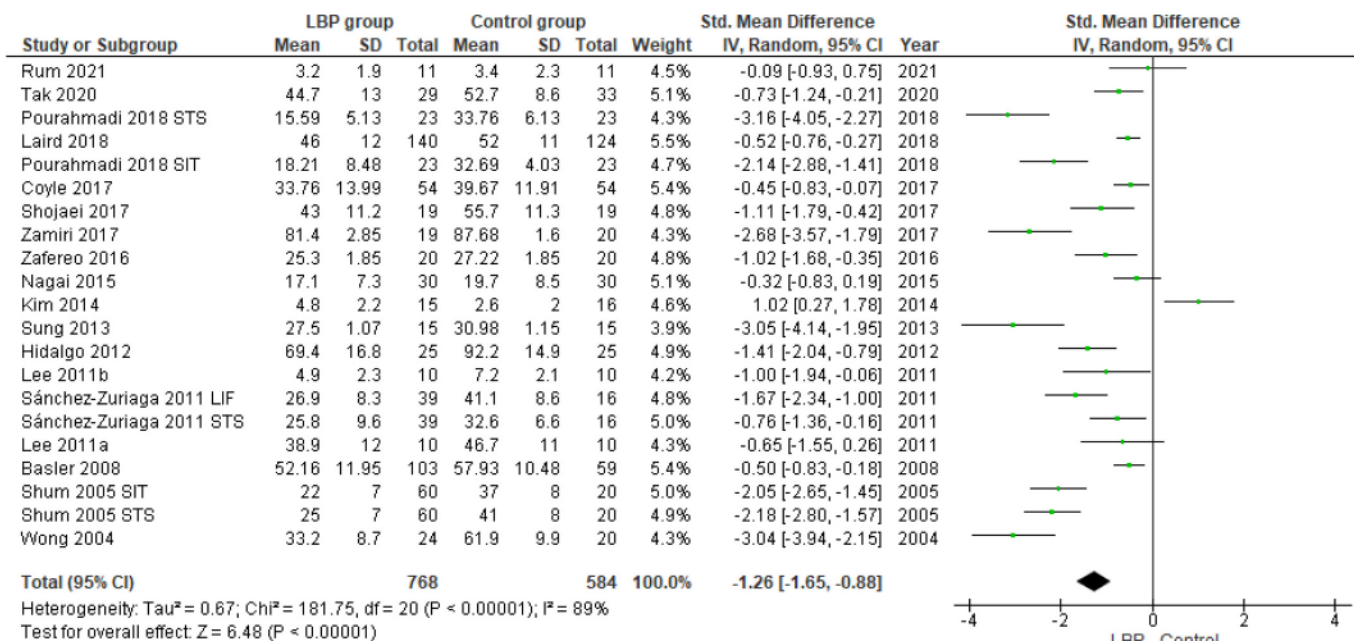 LBP group Control group Std. Mean Difference Std. Mean Difference
Study or Subgroup Mean SD Total Mean SD Total Weight IV, Random, 95% CI Year IV, Random, 95% CI
Rum 2021 3.2 1.9 11 3.4 2.3 11 4.5% -0.09 [-0.93, 0.75] 2021
Tak 2020 44.7 13 29 52.7 8.6 33 5.1% -0.73 [-1.24, -0.21] 2020
Pourahmadi 2018 STS 15.59 5.13 23 33.76 6.13 23 4.3% -3.16 [-4.05, -2.27] 2018
Laird 2018 46 12 140 52 11 124 5.5% -0.52 [-0.76, -0.27] 2018
Pourahmadi 2018 SIT 18.21 8.48 23 32.69 4.03 23 4.7% -2.14 [-2.88, -1.41] 2018
Coyle 2017 33.76 13.99 54 39.67 11.91 54 5.4% -0.45 [-0.83, -0.07] 2017
Shojaei 2017 43 11.2 19 55.7 11.3 19 4.8% -1.11 [-1.79, -0.42] 2017
Zamiri 2017 81.4 2.85 19 87.68 1.6 20 4.3% -2.68 [-3.57, -1.79] 2017
Zafereo 2016 25.3 1.85 20 27.22 1.85 20 4.8% -1.02 [-1.68, -0.35] 2016
Nagai 2015 17.1 7.3 30 19.7 8.5 30 5.1% -0.32 [-0.83, 0.19] 2015
Kim 2014 4.8 2.2 15 2.6 2 16 4.6% 1.02 [0.27, 1.78] 2014
Sung 2013 27.5 1.07 15 30.98 1.15 15 3.9% -3.05 [-4.14, -1.95] 2013
Hidalgo 2012 69.4 16.8 25 92.2 14.9 25 4.9% -1.41 [-2.04, -0.79] 2012
Lee 2011b 4.9 2.3 10 7.2 2.1 10 4.2% -1.00 [-1.94, -0.06] 2011
Sánchez-Zuriaga 2011 LIF 26.9 8.3 39 41.1 8.6 16 4.8% -1.67 [-2.34, -1.00] 2011
Sánchez-Zuriaga 2011 STS 25.8 9.6 39 32.6 6.6 16 4.9% -0.76 [-1.36, -0.16] 2011
Lee 2011a 38.9 12 10 46.7 11 10 4.3% -0.65 [-1.55, 0.26] 2011
Basler 2008 52.16 11.95 103 57.93 10.48 59 5.4% -0.50 [-0.83, -0.18] 2008
Shum 2005 SIT 22 7 60 37 8 20 5.0% -2.05 [-2.65, -1.45] 2005
Shum 2005 STS 25 7 60 41 8 20 4.9% -2.18 [-2.80, -1.57] 2005
Wong 2004 33.2 8.7 24 61.9 9.9 20 4.3% -3.04 [-3.94, -2.15] 2004
Total (95% CI) 768 584 100.0% -1.26 [-1.65, -0.88]
Heterogeneity: Tau² = 0.67; Chi² = 181.75, df = 20 (P < 0.00001); I² = 89%
Test for overall effect: Z = 6.48 (P < 0.00001)
-4 -2 0 2 4
LBP Control